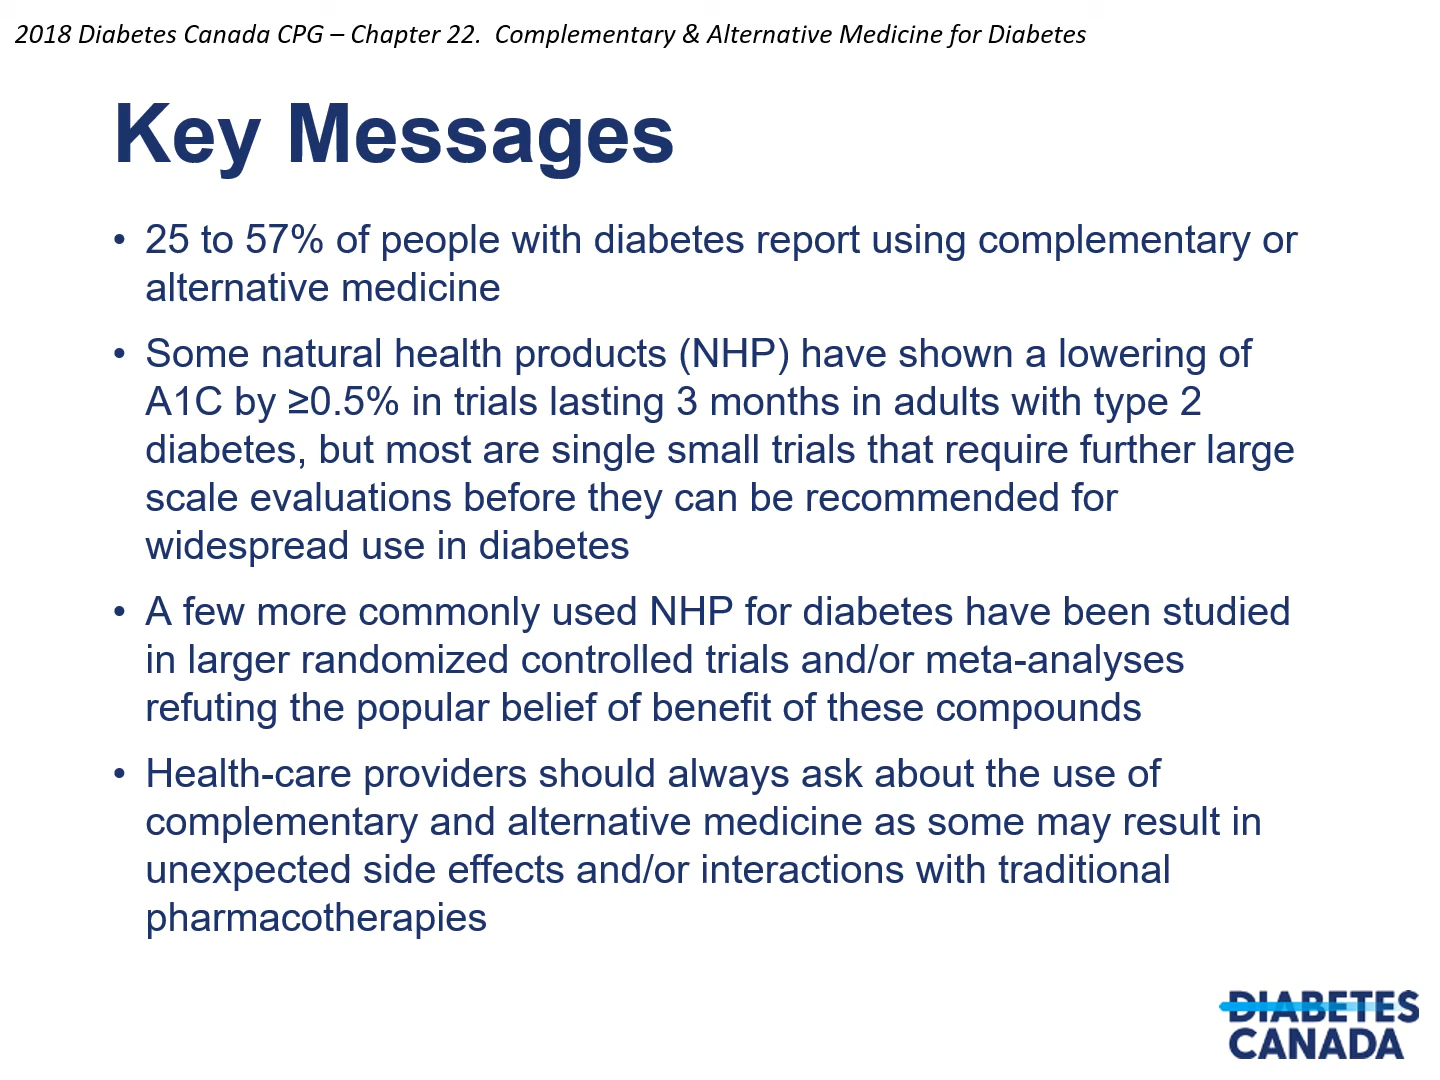 2018 Diabetes Canada CPG – Chapter 22.  Complementary & Alternative Medicine for Diabetes
Key Messages
• 25 to 57% of people with diabetes report using complementary or
alternative medicine
• Some natural health products (NHP) have shown a lowering of
A1C by ≥0.5% in trials lasting 3 months in adults with type 2
diabetes, but most are single small trials that require further large
scale evaluations before they can be recommended for
widespread use in diabetes
• A few more commonly used NHP for diabetes have been studied
in larger randomized controlled trials and/or meta-analyses
refuting the popular belief of benefit of these compounds
• Health-care providers should always ask about the use of
complementary and alternative medicine as some may result in
unexpected side effects and/or interactions with traditional
pharmacotherapies
DIABETES
CANADA